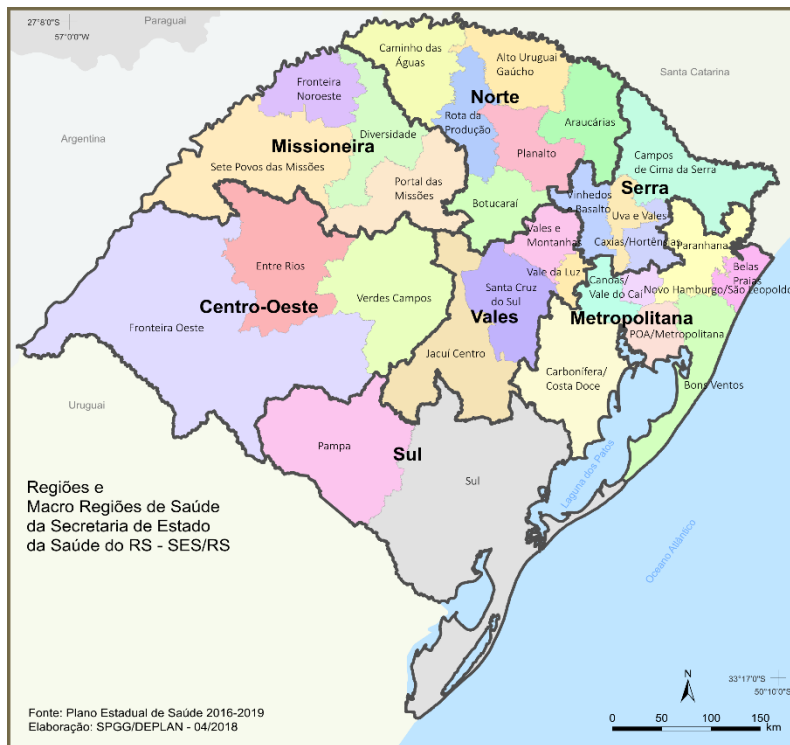 27°8'0"S
57°0'0"W
Paraguai
Caminho das
Águas
Alto Uruguai
Gaúcho
Santa Catarina
Fronteira
Noroeste
Norte
Argentina
Diversidade
Rota da
Produção
Araucárias
Missioneira
Planalto
Sete Povos das Missões
Portal das
Missões
Campos
de Cima da Serra
Serra
Botucaraí
Vinhedos
e Basalto
Uva e Vales
Vales e
Montanhas
Caxias/Hortências
Paranhana
Entre Rios
Vale da Luz
Belas
Praias
Santa Cruz
do Sul
Canoas/
Vale do Caí
Novo Hamburgo/São Leopoldo
Centro-Oeste
Verdes Campos
Vales
Metropolitana
Fronteira Oeste
POA/Metropolitana
Jacuí Centro
Carbonífera/
Costa Doce
Bons Ventos
Uruguai
Pampa
Sul
Sul
Laguna dos Patos
Oceano Atlântico
Regiões e
Macro Regiões de Saúde
da Secretaria de Estado
da Saúde do RS - SES/RS
N
33°17'0"S
50°10'0"W
Fonte: Plano Estadual de Saúde 2016-2019
Elaboração: SPGG/DEPLAN - 04/2018
0 50 100 150
km